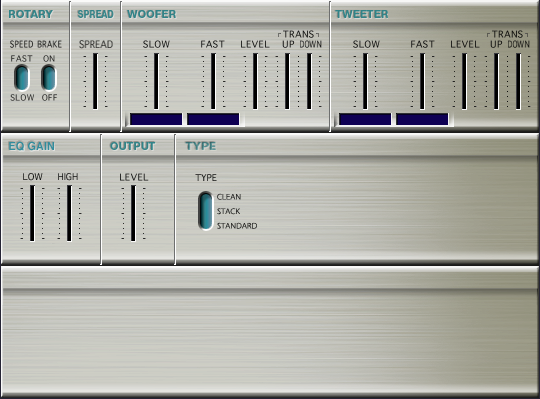 ROTARY SPREAD WOOFER TWEETER
TRANS TRANS
SPEED BRAKE SPREAD SLOW FAST LEVEL UP DOWN SLOW FAST LEVEL UP DOWN
FAST ON
SLOW OFF
EQ GAIN OUTPUT TYPE
LOW HIGH LEVEL TYPE
CLEAN
STACK
STANDARD